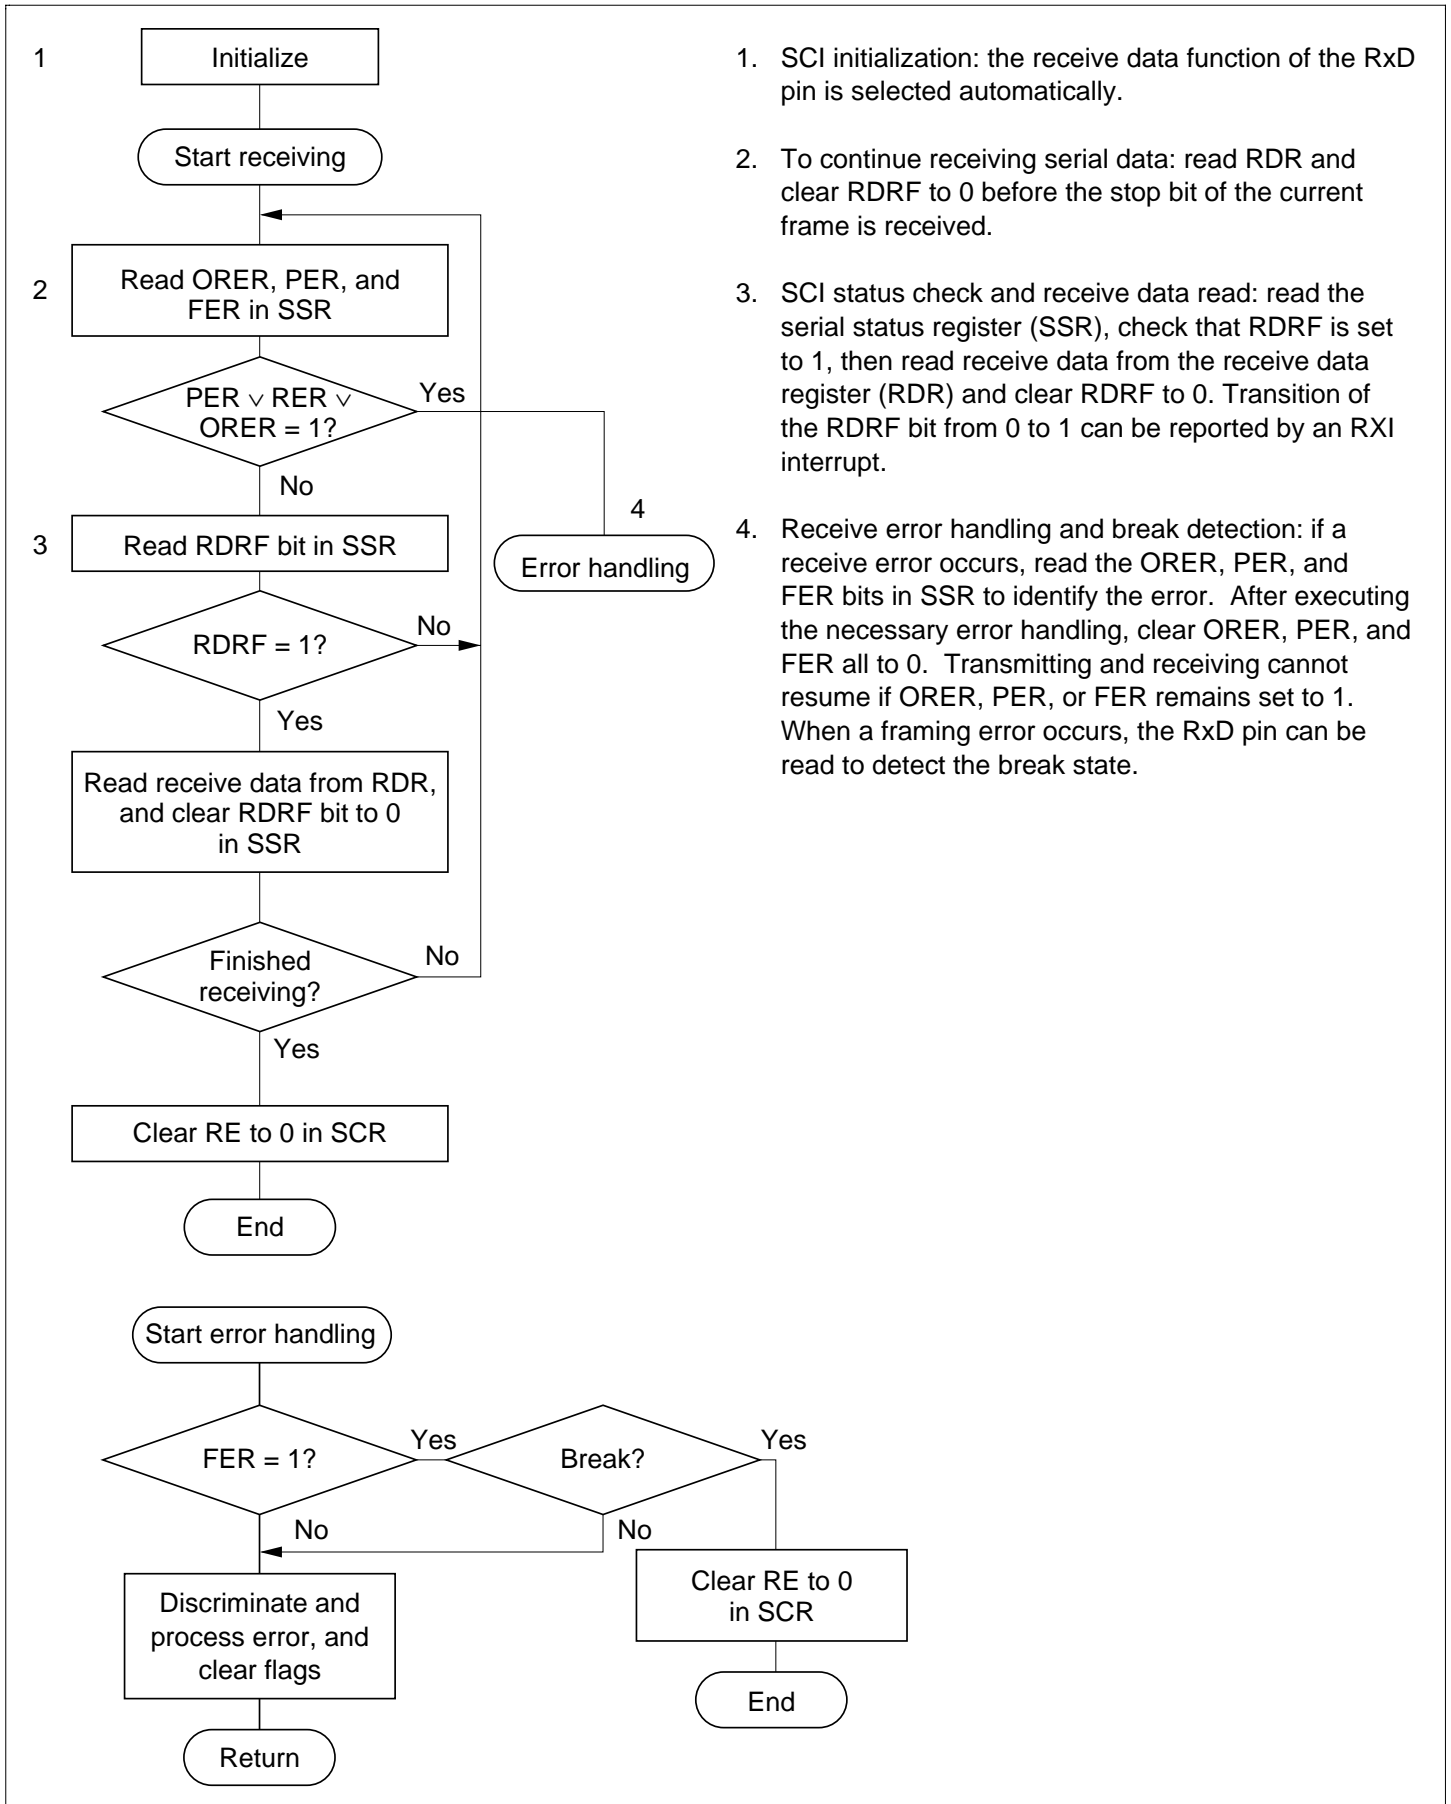 1
Initialize
Start receiving
2
Read ORER, PER, and
FER in SSR
PER ∨ RER ∨
ORER = 1?
Yes
No
4
Error handling
3
Read RDRF bit in SSR
RDRF = 1?
No
Yes
Read receive data from RDR,
and clear RDRF bit to 0
in SSR
Finished
receiving?
No
Yes
Clear RE to 0 in SCR
End
1. SCI initialization: the receive data function of the RxD
pin is selected automatically.
2. To continue receiving serial data: read RDR and
clear RDRF to 0 before the stop bit of the current
frame is received.
3. SCI status check and receive data read: read the
serial status register (SSR), check that RDRF is set
to 1, then read receive data from the receive data
register (RDR) and clear RDRF to 0. Transition of
the RDRF bit from 0 to 1 can be reported by an RXI
interrupt.
4. Receive error handling and break detection: if a
receive error occurs, read the ORER, PER, and
FER bits in SSR to identify the error. After executing
the necessary error handling, clear ORER, PER, and
FER all to 0. Transmitting and receiving cannot
resume if ORER, PER, or FER remains set to 1.
When a framing error occurs, the RxD pin can be
read to detect the break state.
Start error handling
FER = 1?
Yes
Break?
Yes
No
No
Discriminate and
process error, and
clear flags
Return
Clear RE to 0
in SCR
End